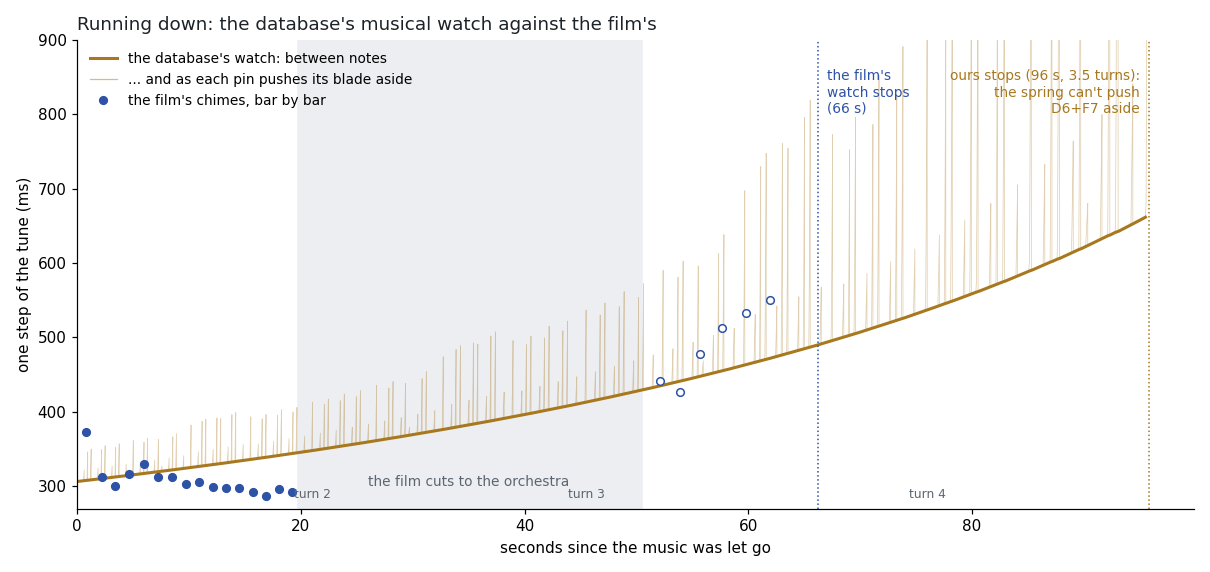 Running down: the database's musical watch against the film's
the database's watch: between notes
... and as each pin pushes its blade aside
the film's chimes, bar by bar
the film's
watch stops
(66 s)
ours stops (96 s, 3.5 turns):
the spring can't push
D6+F7 aside
one step of the tune (ms)
900
800
700
600
500
400
300
the film cuts to the orchestra
turn 2
turn 3
turn 4
0
20
40
60
80
seconds since the music was let go